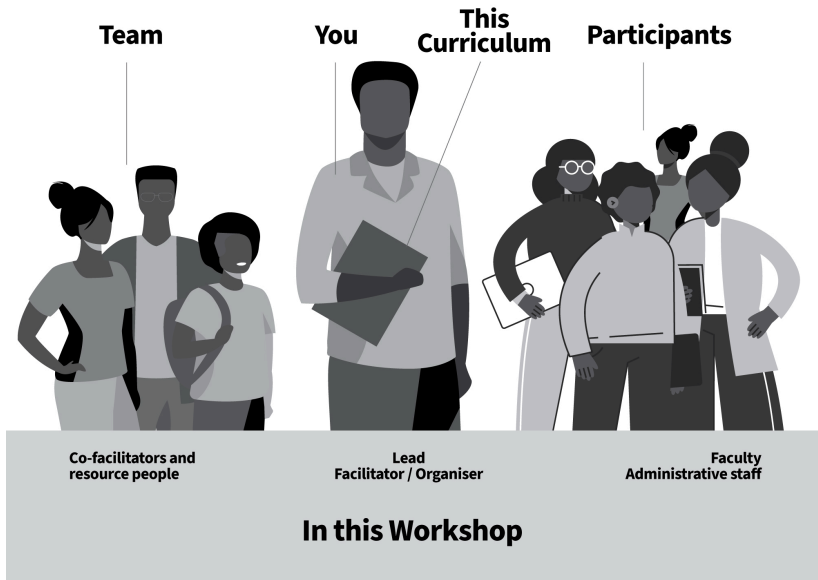 Team
You
This
Curriculum
Participants
Co-facilitators and
resource people
Lead
Facilitator / Organiser
Faculty
Administrative staff
In this Workshop